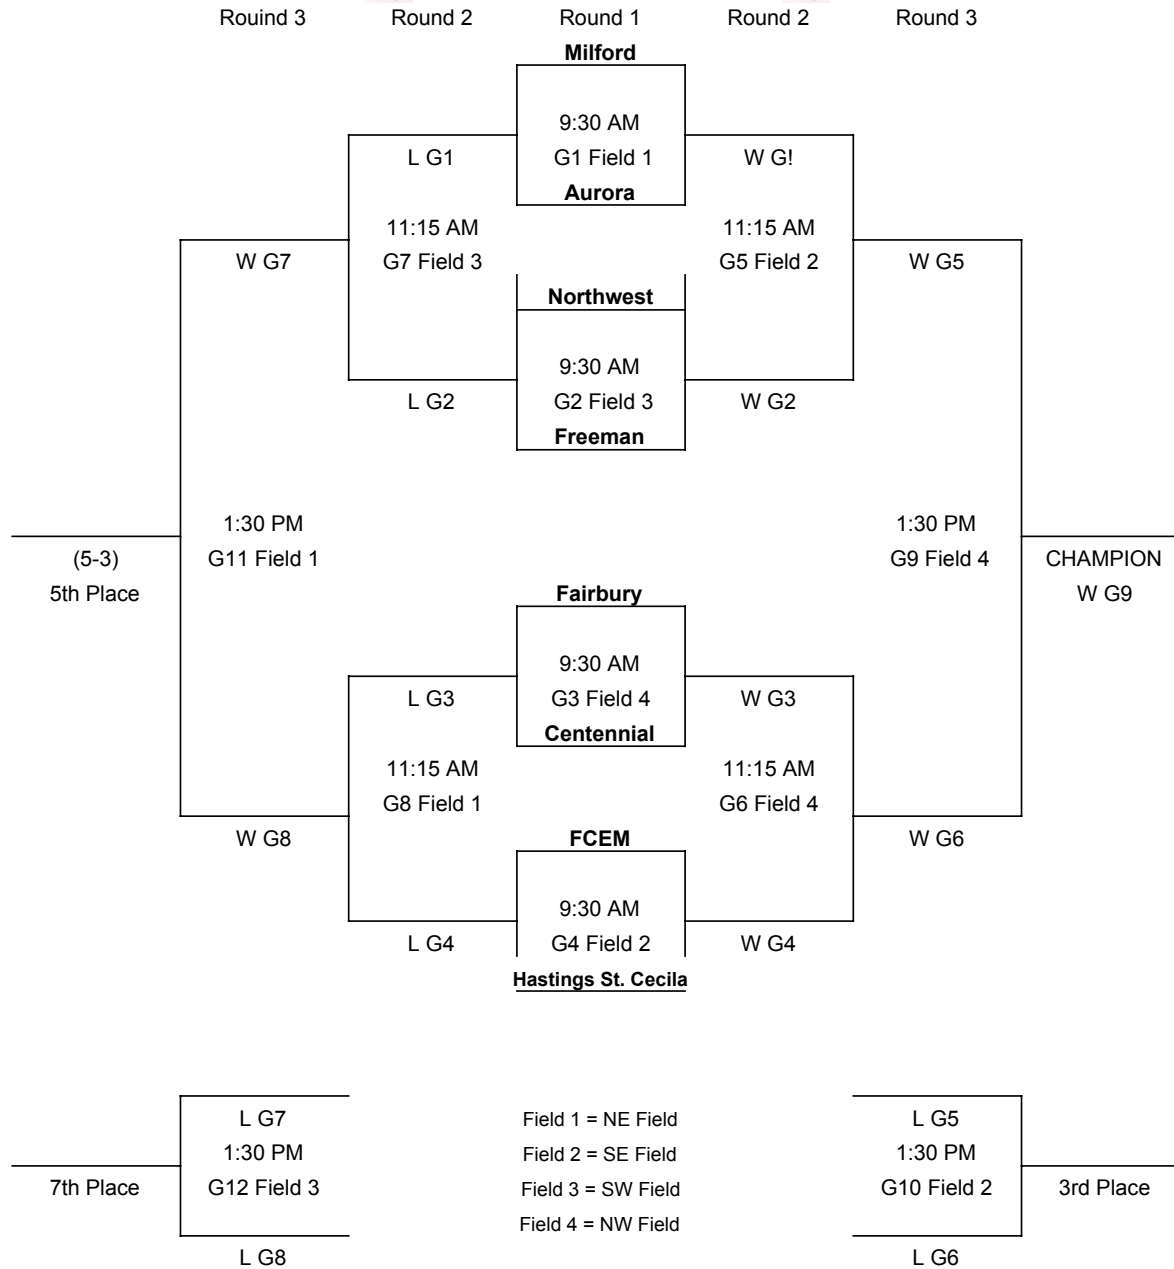 Rouind 3 Round 2 Round 1 Round 2 Round 3
Milford
9:30 AM
L G1 G1 Field 1 W G!
Aurora
11:15 AM 11:15 AM
W G7 G7 Field 3 G5 Field 2 W G5
Northwest
9:30 AM
L G2 G2 Field 3 W G2
Freeman
1:30 PM 1:30 PM
(5-3) G11 Field 1 G9 Field 4 CHAMPION
5th Place Fairbury W G9
9:30 AM
L G3 G3 Field 4 W G3
Centennial
11:15 AM 11:15 AM
G8 Field 1 G6 Field 4
W G8 FCEM W G6
9:30 AM
L G4 G4 Field 2 W G4
Hastings St. Cecila
L G7 Field 1 = NE Field L G5
1:30 PM Field 2 = SE Field 1:30 PM
7th Place G12 Field 3 Field 3 = SW Field G10 Field 2 3rd Place
Field 4 = NW Field
L G8 L G6